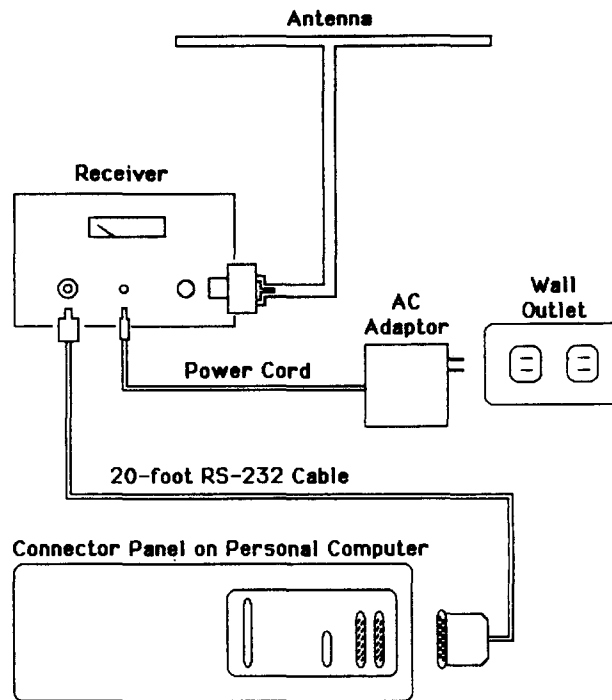 Antenna
Receiver
Wall
Outlet
AC
Adaptor
Power Cord
20-foot RS-232 Cable
Connector Panel on Personal Computer